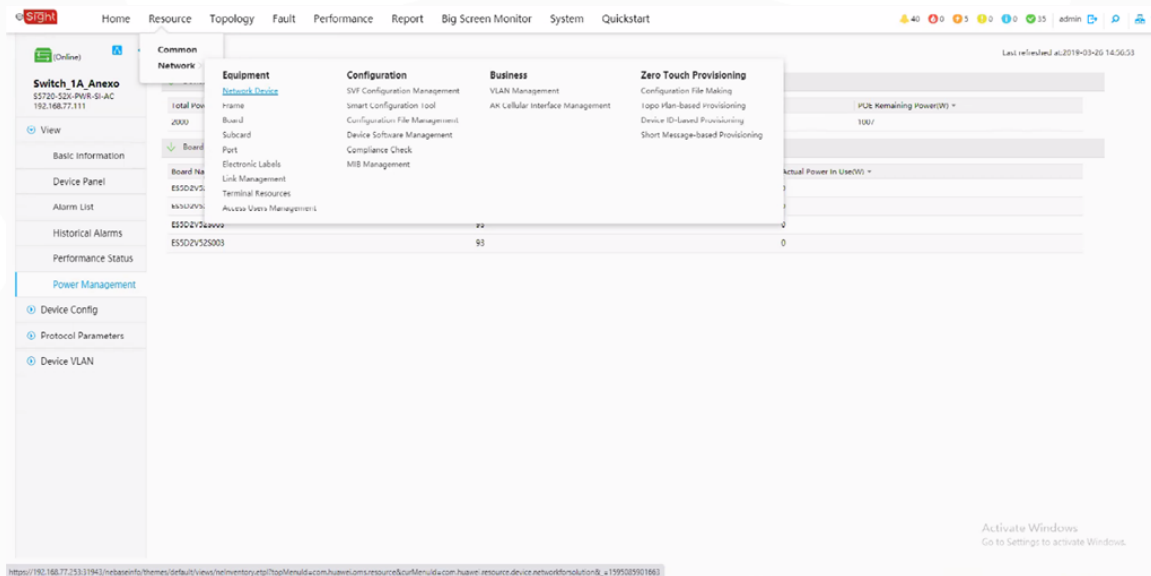 eSight Home Resource Topology Fault Performance Report Big Screen Monitor System Quickstart 40 0 5 0 0 35 admin
(Online)
Switch_1A_Anexo
S5720-52X-PWR-SI-AC
192.168.77.111
View
Basic Information
Device Panel
Alarm List
Historical Alarms
Performance Status
Power Management
Device Config
Protocol Parameters
Device VLAN
Common
Network
Last refreshed at:2019-03-26 14:56:53
Equipment
Network Device
Frame
Board
Subcard
Port
Electronic Labels
Link Management
Terminal Resources
Access Users Management
Configuration
SVF Configuration Management
Smart Configuration Tool
Configuration File Management
Device Software Management
Compliance Check
MIB Management
Business
VLAN Management
AR Cellular Interface Management
Zero Touch Provisioning
Configuration File Making
Topo Plan-based Provisioning
Device ID-based Provisioning
Short Message-based Provisioning
Total Pow POE Remaining Power(W)
2000 1007
Board
Board Na Actual Power In Use(W)
ES5D2V52
ES5D2V52S003 93 0
ES5D2V52S003 93 0
Activate Windows
Go to Settings to activate Windows.